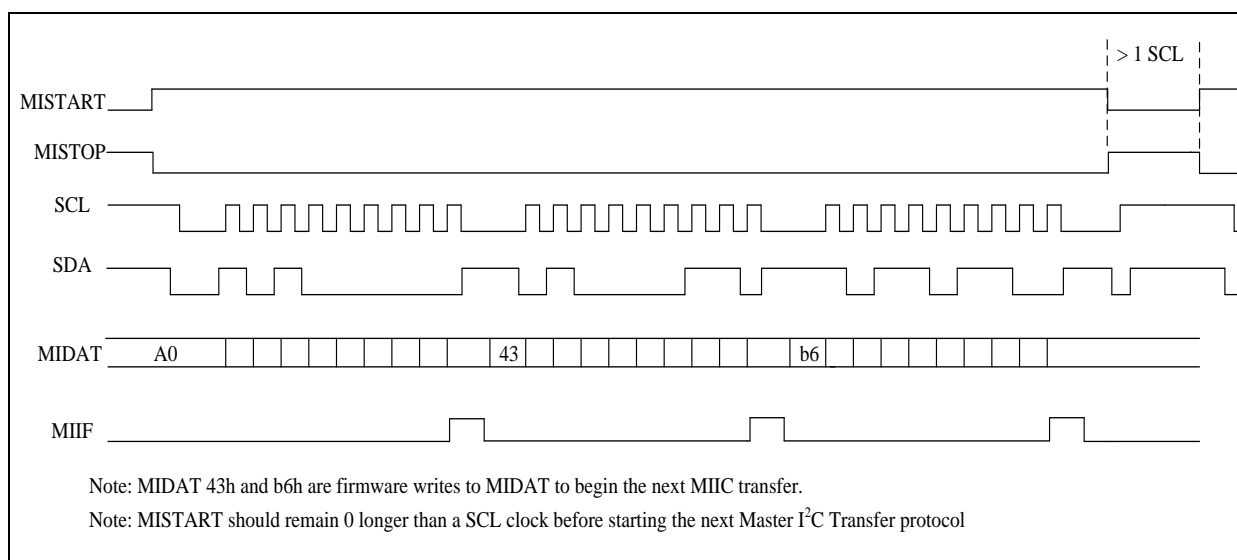 > 1 SCL
MISTART
MISTOP
SCL
SDA
MIDAT A0 43 b6
MIIF
Note: MIDAT 43h and b6h are firmware writes to MIDAT to begin the next MIIC transfer.
Note: MISTART should remain 0 longer than a SCL clock before starting the next Master I²C Transfer protocol